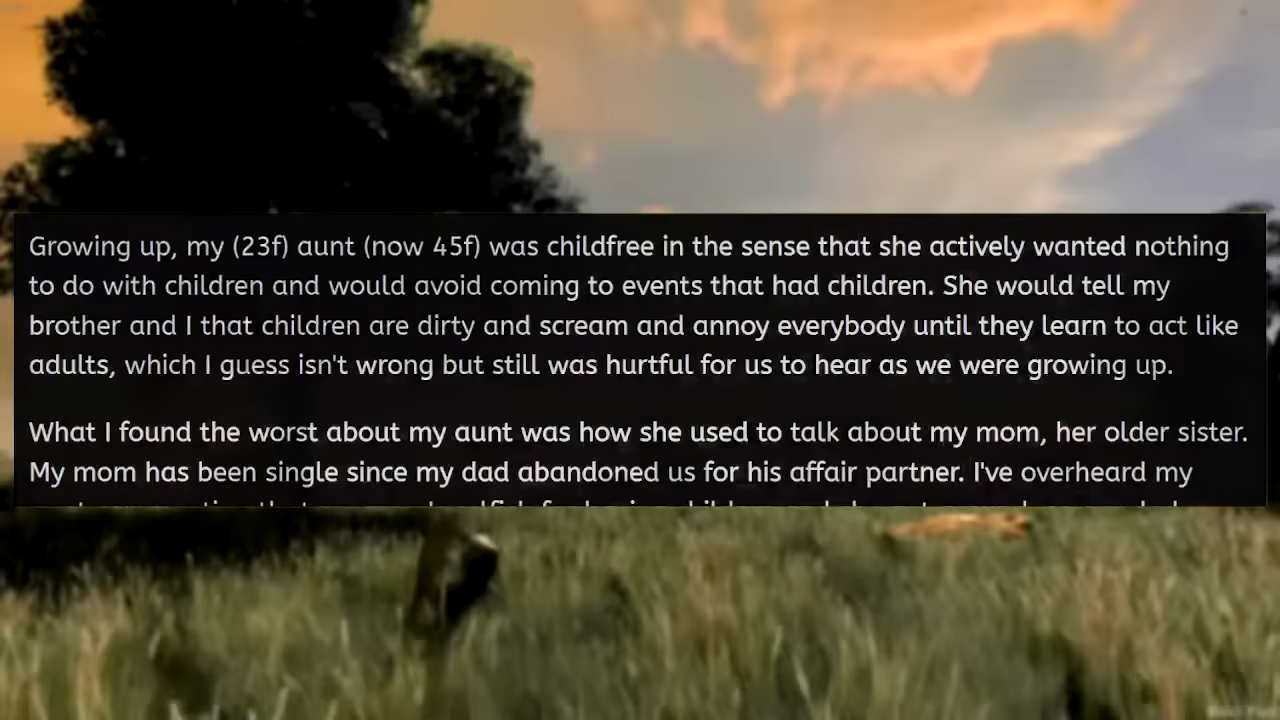 Growing up, my (23f) aunt (now 45f) was childfree in the sense that she actively wanted nothing
to do with children and would avoid coming to events that had children. She would tell my
brother and I that children are dirty and scream and annoy everybody until they learn to act like
adults, which I guess isn't wrong but still was hurtful for us to hear as we were growing up.
What I found the worst about my aunt was how she used to talk about my mom, her older sister.
My mom has been single since my dad abandoned us for his affair partner. I've overheard my